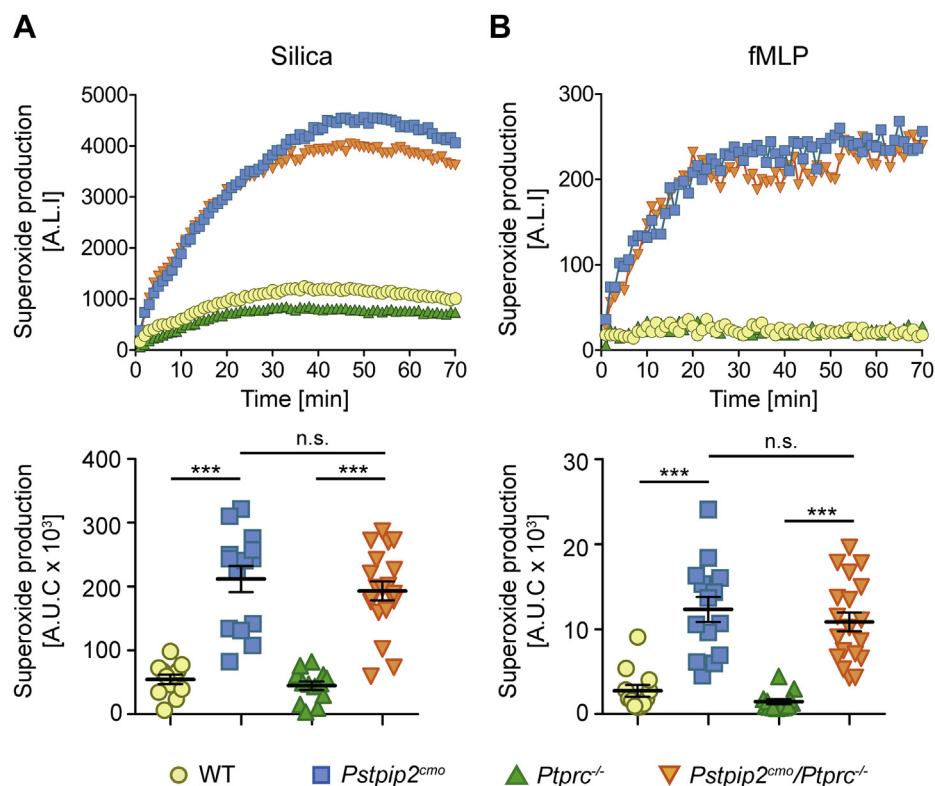 A
B
Silica
fMLP
Superoxide production
[A.L.I]
5000
4000
3000
2000
1000
0
0 10 20 30 40 50 60 70
Time [min]
Superoxide production
[A.L.I]
300
200
100
0
0 10 20 30 40 50 60 70
Time [min]
Superoxide production
[A.U.C x 10³]
400
300
200
100
0
n.s.
*** ***
Superoxide production
[A.U.C x 10³]
30
20
10
0
n.s.
***
***
WT Pstpip2ᶜᵐᵒ Ptprc⁻/⁻ Pstpip2ᶜᵐᵒ/Ptprc⁻/⁻